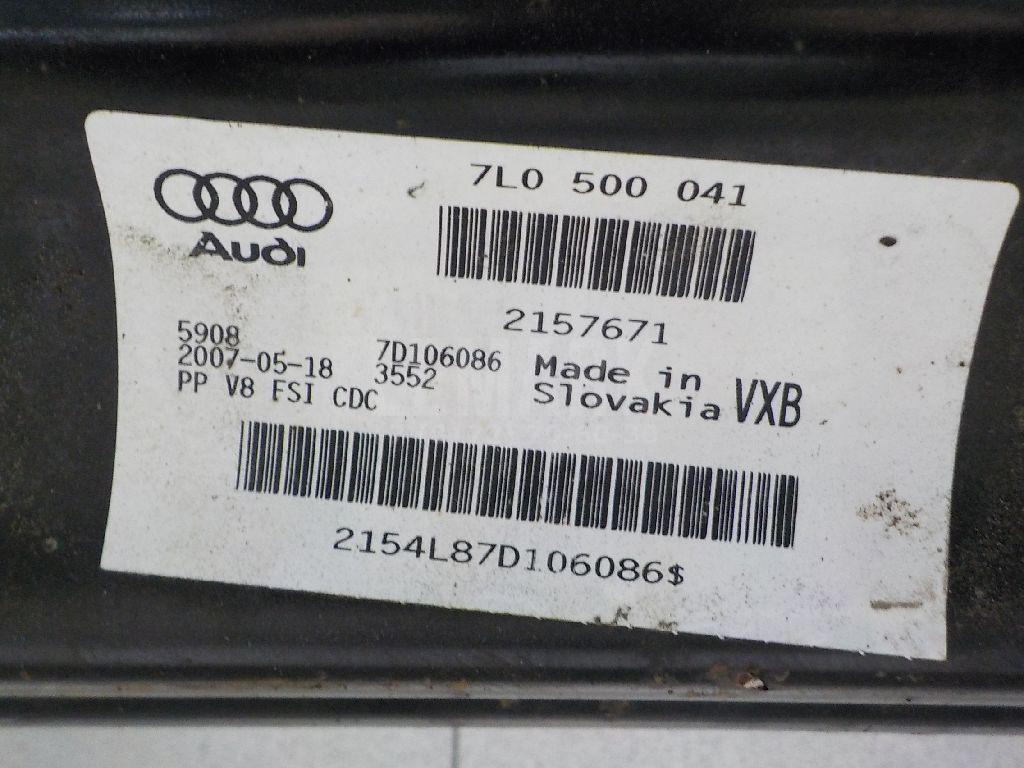 7L0 500 041
Audi
2157671
5908
2007-05-18 7D106086
PP V8 FSI CDC 3552
Made in
Slovakia VXB
2154L87D106086$